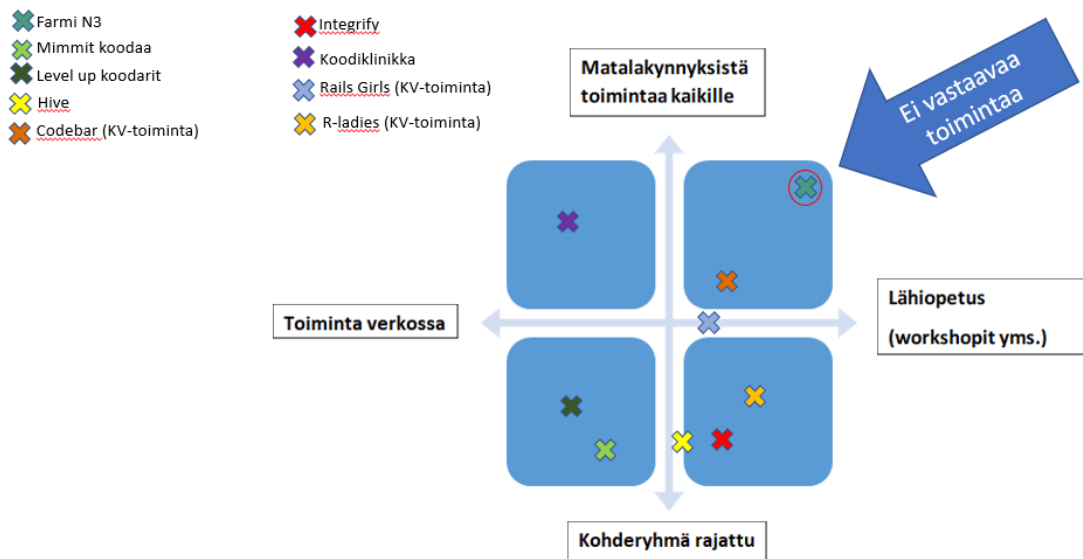 Farmi N3
Mimmit koodaa
Level up koodarit
Hive
Codebar (KV-toiminta)
Integrify
Koodiklinikka
Rails Girls (KV-toiminta)
R-ladies (KV-toiminta)
Matalakynnyksistä
toimintaa kaikille
Ei vastaavaa
toimintaa
Toiminta verkossa
Lähiopetus
(workshopit yms.)
Kohderyhmä rajattu